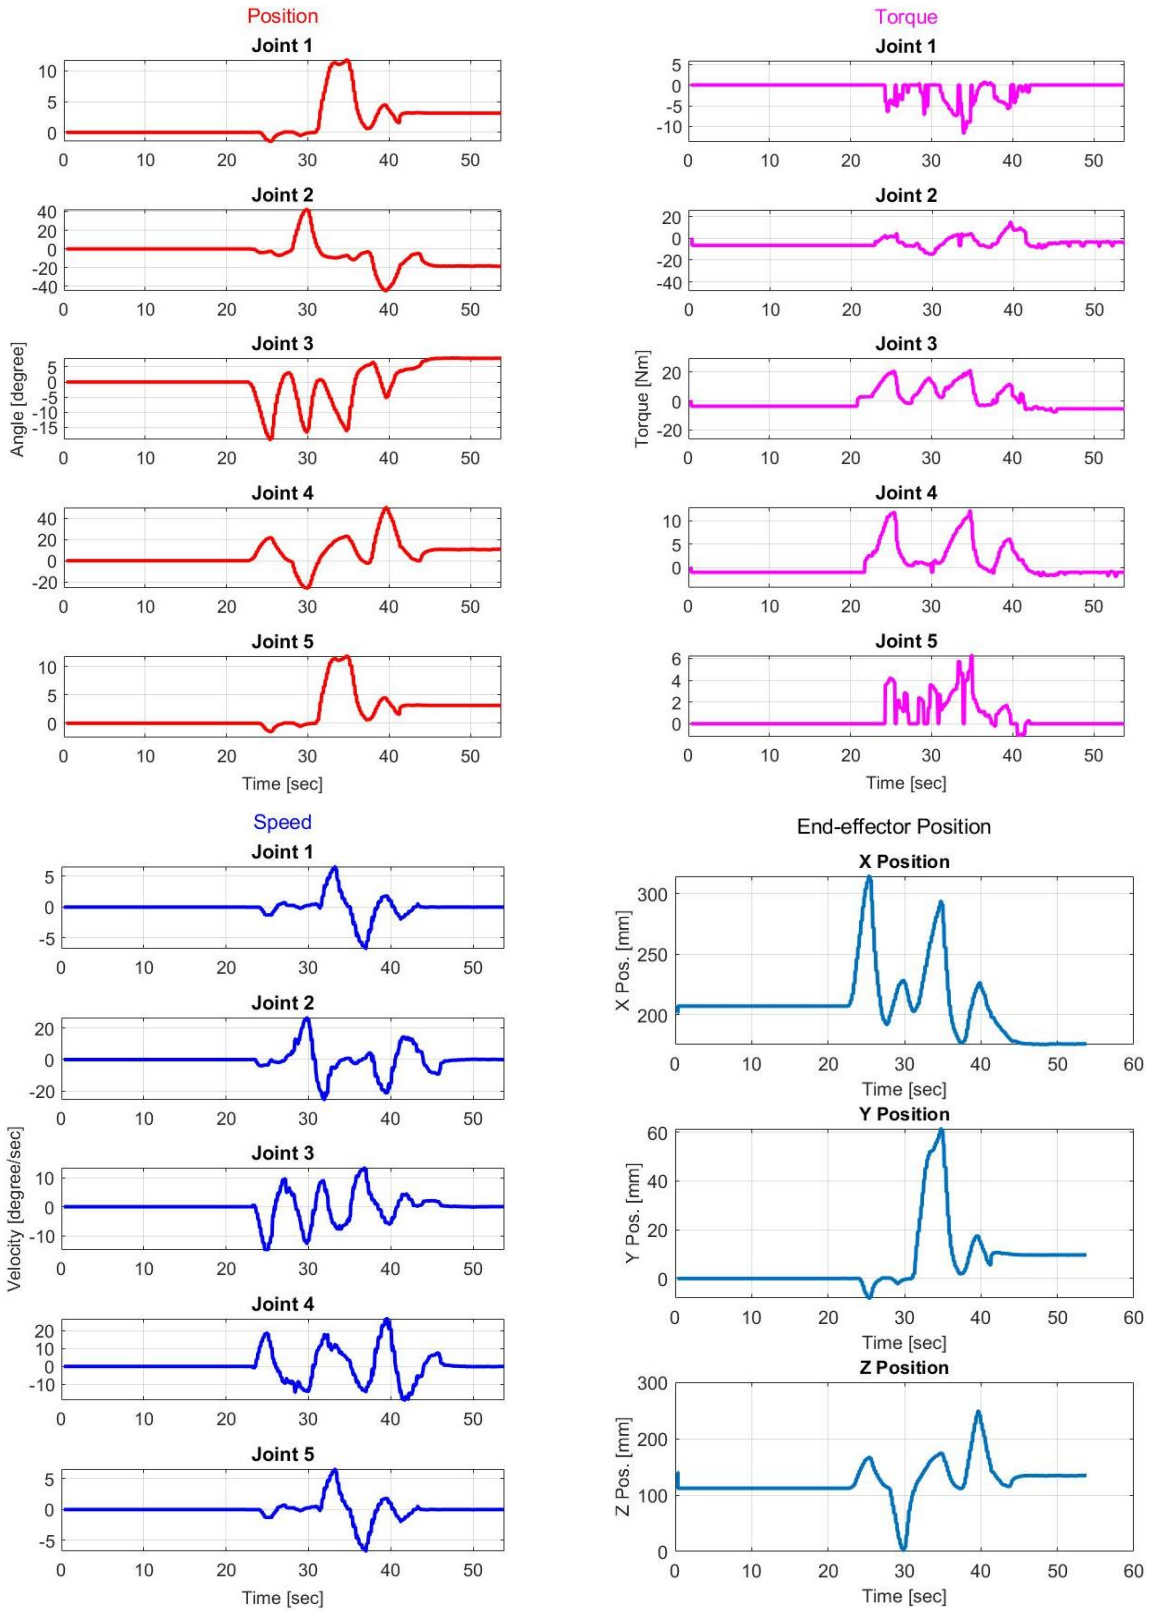 Position
Joint 1
10
5
0
0 10 20 30 40 50
Joint 2
40
20
0
-20
-40
0 10 20 30 40 50
Joint 3
5
0
-5
-10
-15
0 10 20 30 40 50
Angle [degree]
Joint 4
40
20
0
-20
0 10 20 30 40 50
Joint 5
10
5
0
0 10 20 30 40 50
Time [sec]
Torque
Joint 1
5
0
-5
-10
0 10 20 30 40 50
Joint 2
20
0
-20
-40
0 10 20 30 40 50
Joint 3
20
0
-20
0 10 20 30 40 50
Torque [Nm]
Joint 4
10
5
0
0 10 20 30 40 50
Joint 5
6
4
2
0
0 10 20 30 40 50
Time [sec]
Speed
Joint 1
5
0
-5
0 10 20 30 40 50
Joint 2
20
0
-20
0 10 20 30 40 50
Velocity [degree/sec]
Joint 3
10
0
-10
0 10 20 30 40 50
Joint 4
20
10
0
-10
0 10 20 30 40 50
Joint 5
5
0
-5
0 10 20 30 40 50
Time [sec]
End-effector Position
X Position
300
250
200
X Pos. [mm]
0 10 20 30 40 50 60
Time [sec]
Y Position
60
40
20
0
Y Pos. [mm]
0 10 20 30 40 50 60
Time [sec]
Z Position
300
200
100
0
Z Pos. [mm]
0 10 20 30 40 50 60
Time [sec]